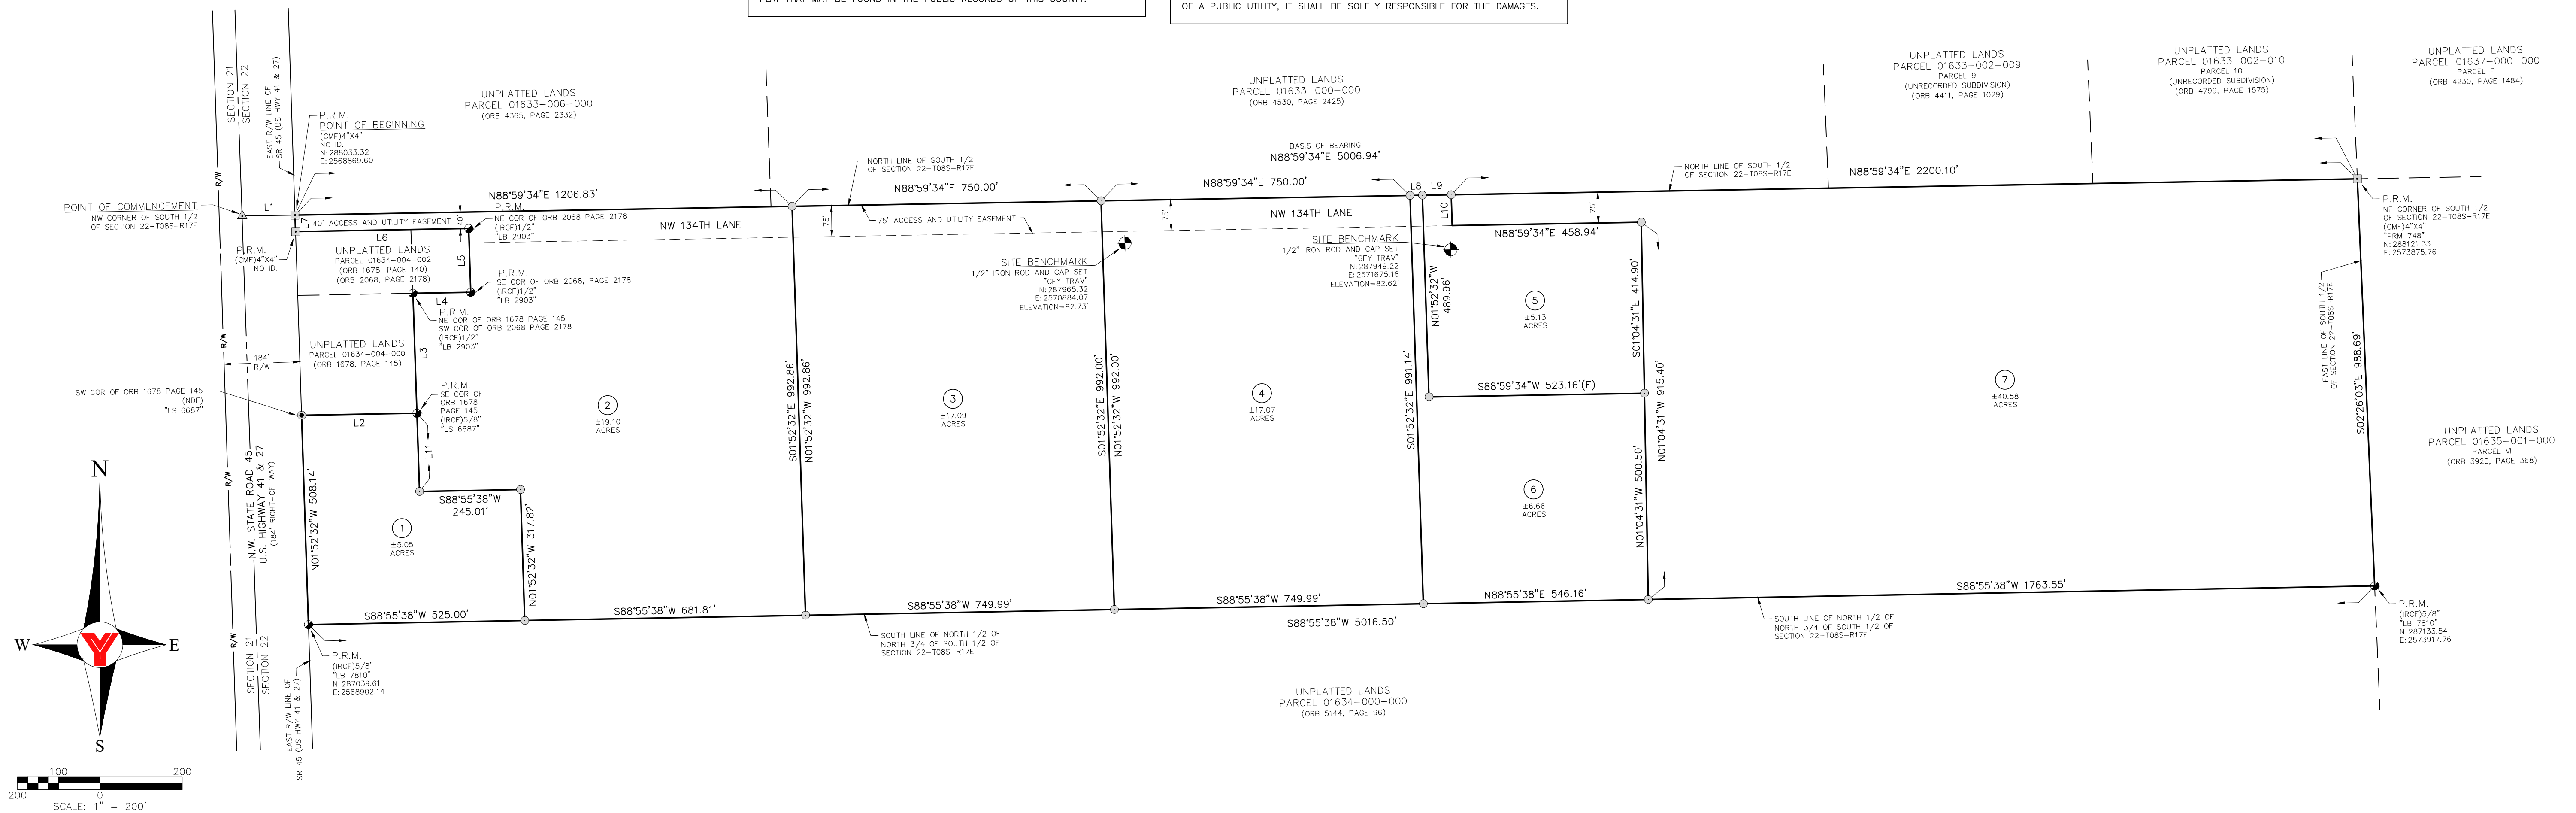 PLAT THAT MAY BE FOUND IN THE PUBLIC RECORDS OF THIS COUNTY.
OF A PUBLIC UTILITY, IT SHALL BE SOLELY RESPONSIBLE FOR THE DAMAGES.
SECTION 21
SECTION 22
EAST R/W LINE OF
SR 45 (US HWY 41 & 27)
R/W
UNPLATTED LANDS
PARCEL 01633-006-000
(ORB 4365, PAGE 2332)
UNPLATTED LANDS
PARCEL 01633-000-000
(ORB 4530, PAGE 2425)
UNPLATTED LANDS
PARCEL 01633-002-009
PARCEL 9
(UNRECORDED SUBDIVISION)
(ORB 4411, PAGE 1029)
UNPLATTED LANDS
PARCEL 01633-002-010
PARCEL 10
(UNRECORDED SUBDIVISION)
(ORB 4799, PAGE 1575)
UNPLATTED LANDS
PARCEL 01637-000-000
PARCEL F
(ORB 4230, PAGE 1484)
P.R.M.
POINT OF BEGINNING
(CMF)4"X4"
NO ID.
N: 288033.32
E: 2568869.60
POINT OF COMMENCEMENT
NW CORNER OF SOUTH 1/2
OF SECTION 22-T08S-R17E
L1
N88°59'34"E 1206.83'
NORTH LINE OF SOUTH 1/2
OF SECTION 22-T08S-R17E
N88°59'34"E 750.00'
BASIS OF BEARING
N88°59'34"E 5006.94'
N88°59'34"E 750.00'
L8
L9
NORTH LINE OF SOUTH 1/2
OF SECTION 22-T08S-R17E
N88°59'34"E 2200.10'
P.R.M.
NE CORNER OF SOUTH 1/2
OF SECTION 22-T08S-R17E
(CMF)4"X4"
"PRM 748"
N: 288121.33
E: 2573875.76
L7
40' ACCESS AND UTILITY EASEMENT
40'
P.R.M.
NE COR OF ORB 2068 PAGE 2178
(IRCF)1/2"
"LB 2903"
NW 134TH LANE
75'
75' ACCESS AND UTILITY EASEMENT
75'
NW 134TH LANE
L10
75'
N88°59'34"E 458.94'
P.R.M.
(CMF)4"X4"
NO ID.
L6
UNPLATTED LANDS
PARCEL 01634-004-002
(ORB 1678, PAGE 140)
(ORB 2068, PAGE 2178)
L5
P.R.M.
SE COR OF ORB 2068, PAGE 2178
(IRCF)1/2"
"LB 2903"
L4
P.R.M.
NE COR OF ORB 1678 PAGE 145
SW COR OF ORB 2068 PAGE 2178
(IRCF)1/2"
"LB 2903"
SITE BENCHMARK
1/2" IRON ROD AND CAP SET
"GFY TRAV"
N: 287965.32
E: 2570884.07
ELEVATION=82.73'
SITE BENCHMARK
1/2" IRON ROD AND CAP SET
"GFY TRAV"
N: 287949.22
E: 2571675.16
ELEVATION=82.62'
N01°52'32"W
489.96'
5
±5.13
ACRES
S01°04'31"E 414.90'
EAST LINE OF SOUTH 1/2
OF SECTION 22-T08S-R17E
S02°26'03"E 988.69'
R/W
184'
R/W
UNPLATTED LANDS
PARCEL 01634-004-000
(ORB 1678, PAGE 145)
L3
SW COR OF ORB 1678 PAGE 145
(NDF)
"LS 6687"
L2
P.R.M.
SE COR OF
ORB 1678
PAGE 145
(IRCF)5/8"
"LS 6687"
L11
2
±19.10
ACRES
S01°52'32"E 992.86'
N01°52'32"W 992.86'
3
±17.09
ACRES
S01°52'32"E 992.00'
N01°52'32"W 992.00'
4
±17.07
ACRES
S01°52'32"E 991.14'
S88°59'34"W 523.16'(F)
N01°04'31"W 915.40'
7
±40.58
ACRES
UNPLATTED LANDS
PARCEL 01635-001-000
PARCEL VI
(ORB 3920, PAGE 368)
R/W
N.W. STATE ROAD 45
U.S. HIGHWAY 41 & 27
(184' RIGHT-OF-WAY)
N01°52'32"W 508.14'
1
±5.05
ACRES
S88°55'38"W
245.01'
N01°52'32"W 317.82'
6
±6.66
ACRES
N01°04'31"W 500.50'
S88°55'38"W 525.00'
S88°55'38"W 681.81'
S88°55'38"W 749.99'
S88°55'38"W 749.99'
N88°55'38"E 546.16'
S88°55'38"W 1763.55'
S88°55'38"W 5016.50'
SOUTH LINE OF NORTH 1/2 OF
NORTH 3/4 OF SOUTH 1/2 OF
SECTION 22-T08S-R17E
SOUTH LINE OF NORTH 1/2 OF
NORTH 3/4 OF SOUTH 1/2 OF
SECTION 22-T08S-R17E
P.R.M.
(IRCF)5/8"
"LB 7810"
N: 287133.54
E: 2573917.76
R/W
SECTION 21
SECTION 22
P.R.M.
(IRCF)5/8"
"LB 7810"
N: 287039.61
E: 2568902.14
EAST R/W LINE OF
SR 45 (US HWY 41 & 27)
UNPLATTED LANDS
PARCEL 01634-000-000
(ORB 5144, PAGE 96)
N
W
E
S
100
200
200
0
SCALE: 1" = 200'